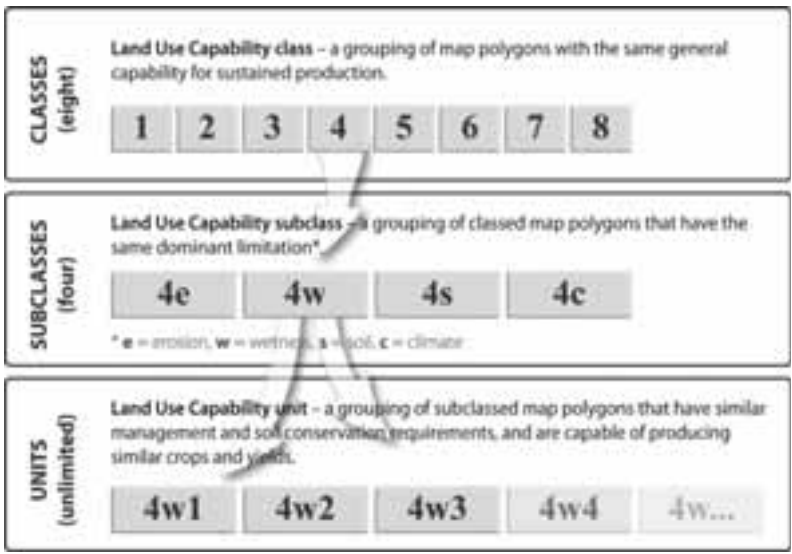 CLASSES
(eight)
Land Use Capability class – a grouping of map polygons with the same general
capability for sustained production.
1 2 3 4 5 6 7 8
SUBCLASSES
(four)
Land Use Capability subclass – a grouping of classed map polygons that have the
same dominant limitation*
4e 4w 4s 4c
* e = erosion, w = wetness, s = soil, c = climate
UNITS
(unlimited)
Land Use Capability unit – a grouping of subclassed map polygons that have similar
management and soil conservation requirements, and are capable of producing
similar crops and yields.
4w1 4w2 4w3 4w4 4w...